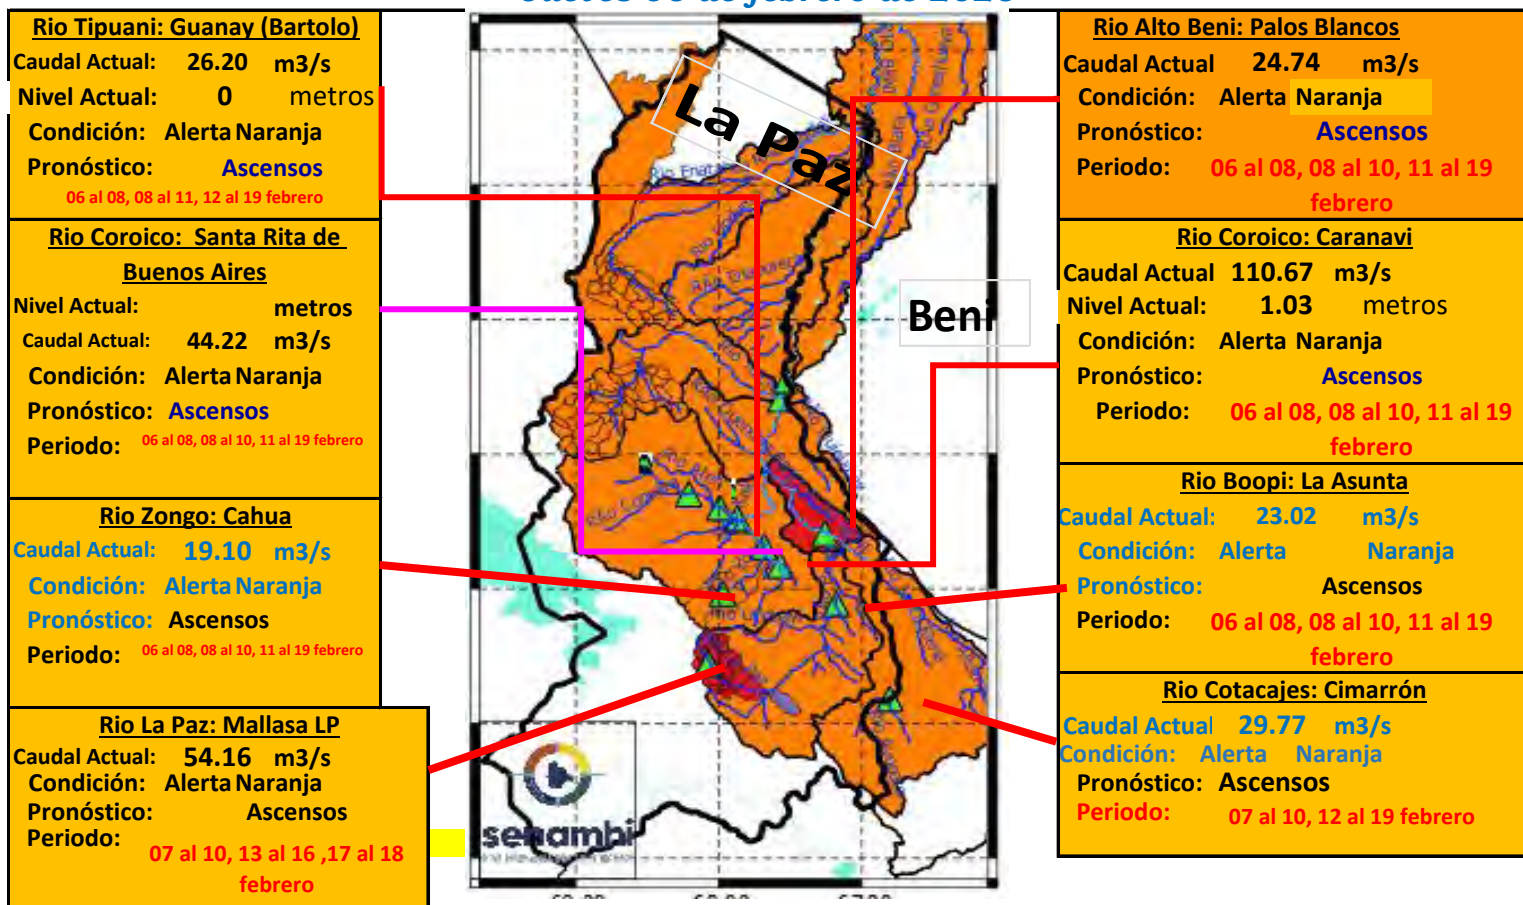 Rio Tipuani: Guanay (Bartolo)
Caudal Actual: 26.20 m3/s
Nivel Actual: 0 metros
Condición: Alerta Naranja
Pronóstico: Ascensos
06 al 08, 08 al 11, 12 al 19 febrero
Rio Coroico: Santa Rita de
Buenos Aires
Nivel Actual: metros
Caudal Actual: 44.22 m3/s
Condición: Alerta Naranja
Pronóstico: Ascensos
Periodo: 06 al 08, 08 al 10, 11 al 19 febrero
Rio Zongo: Cahua
Caudal Actual: 19.10 m3/s
Condición: Alerta Naranja
Pronóstico: Ascensos
Periodo: 06 al 08, 08 al 10, 11 al 19 febrero
Rio La Paz: Mallasa LP
Caudal Actual: 54.16 m3/s
Condición: Alerta Naranja
Pronóstico: Ascensos
Periodo:
07 al 10, 13 al 16 ,17 al 18
febrero
La Paz
Beni
senamhi
Rio Alto Beni: Palos Blancos
Caudal Actual 24.74 m3/s
Condición: Alerta Naranja
Pronóstico: Ascensos
Periodo: 06 al 08, 08 al 10, 11 al 19
febrero
Rio Coroico: Caranavi
Caudal Actual 110.67 m3/s
Nivel Actual: 1.03 metros
Condición: Alerta Naranja
Pronóstico: Ascensos
Periodo: 06 al 08, 08 al 10, 11 al 19
febrero
Rio Boopi: La Asunta
Caudal Actual: 23.02 m3/s
Condición: Alerta Naranja
Pronóstico: Ascensos
Periodo: 06 al 08, 08 al 10, 11 al 19
febrero
Rio Cotacajes: Cimarrón
Caudal Actual 29.77 m3/s
Condición: Alerta Naranja
Pronóstico: Ascensos
Periodo: 07 al 10, 12 al 19 febrero